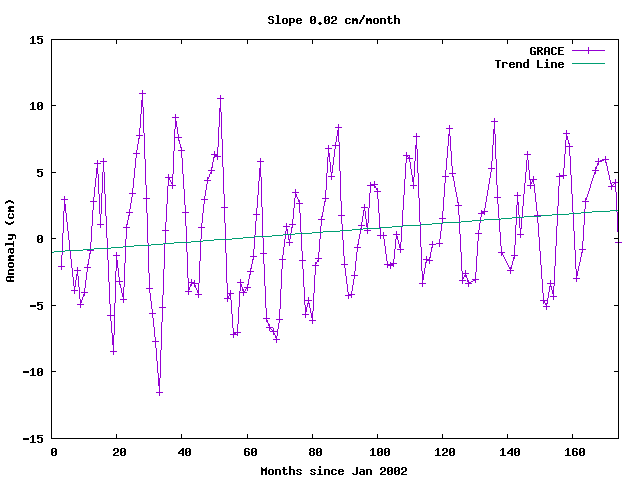 Slope 0.02 cm/month
15
GRACE
Trend Line
10
5
0
-5
-10
-15
Anomaly (cm)
0 20 40 60 80 100 120 140 160
Months since Jan 2002